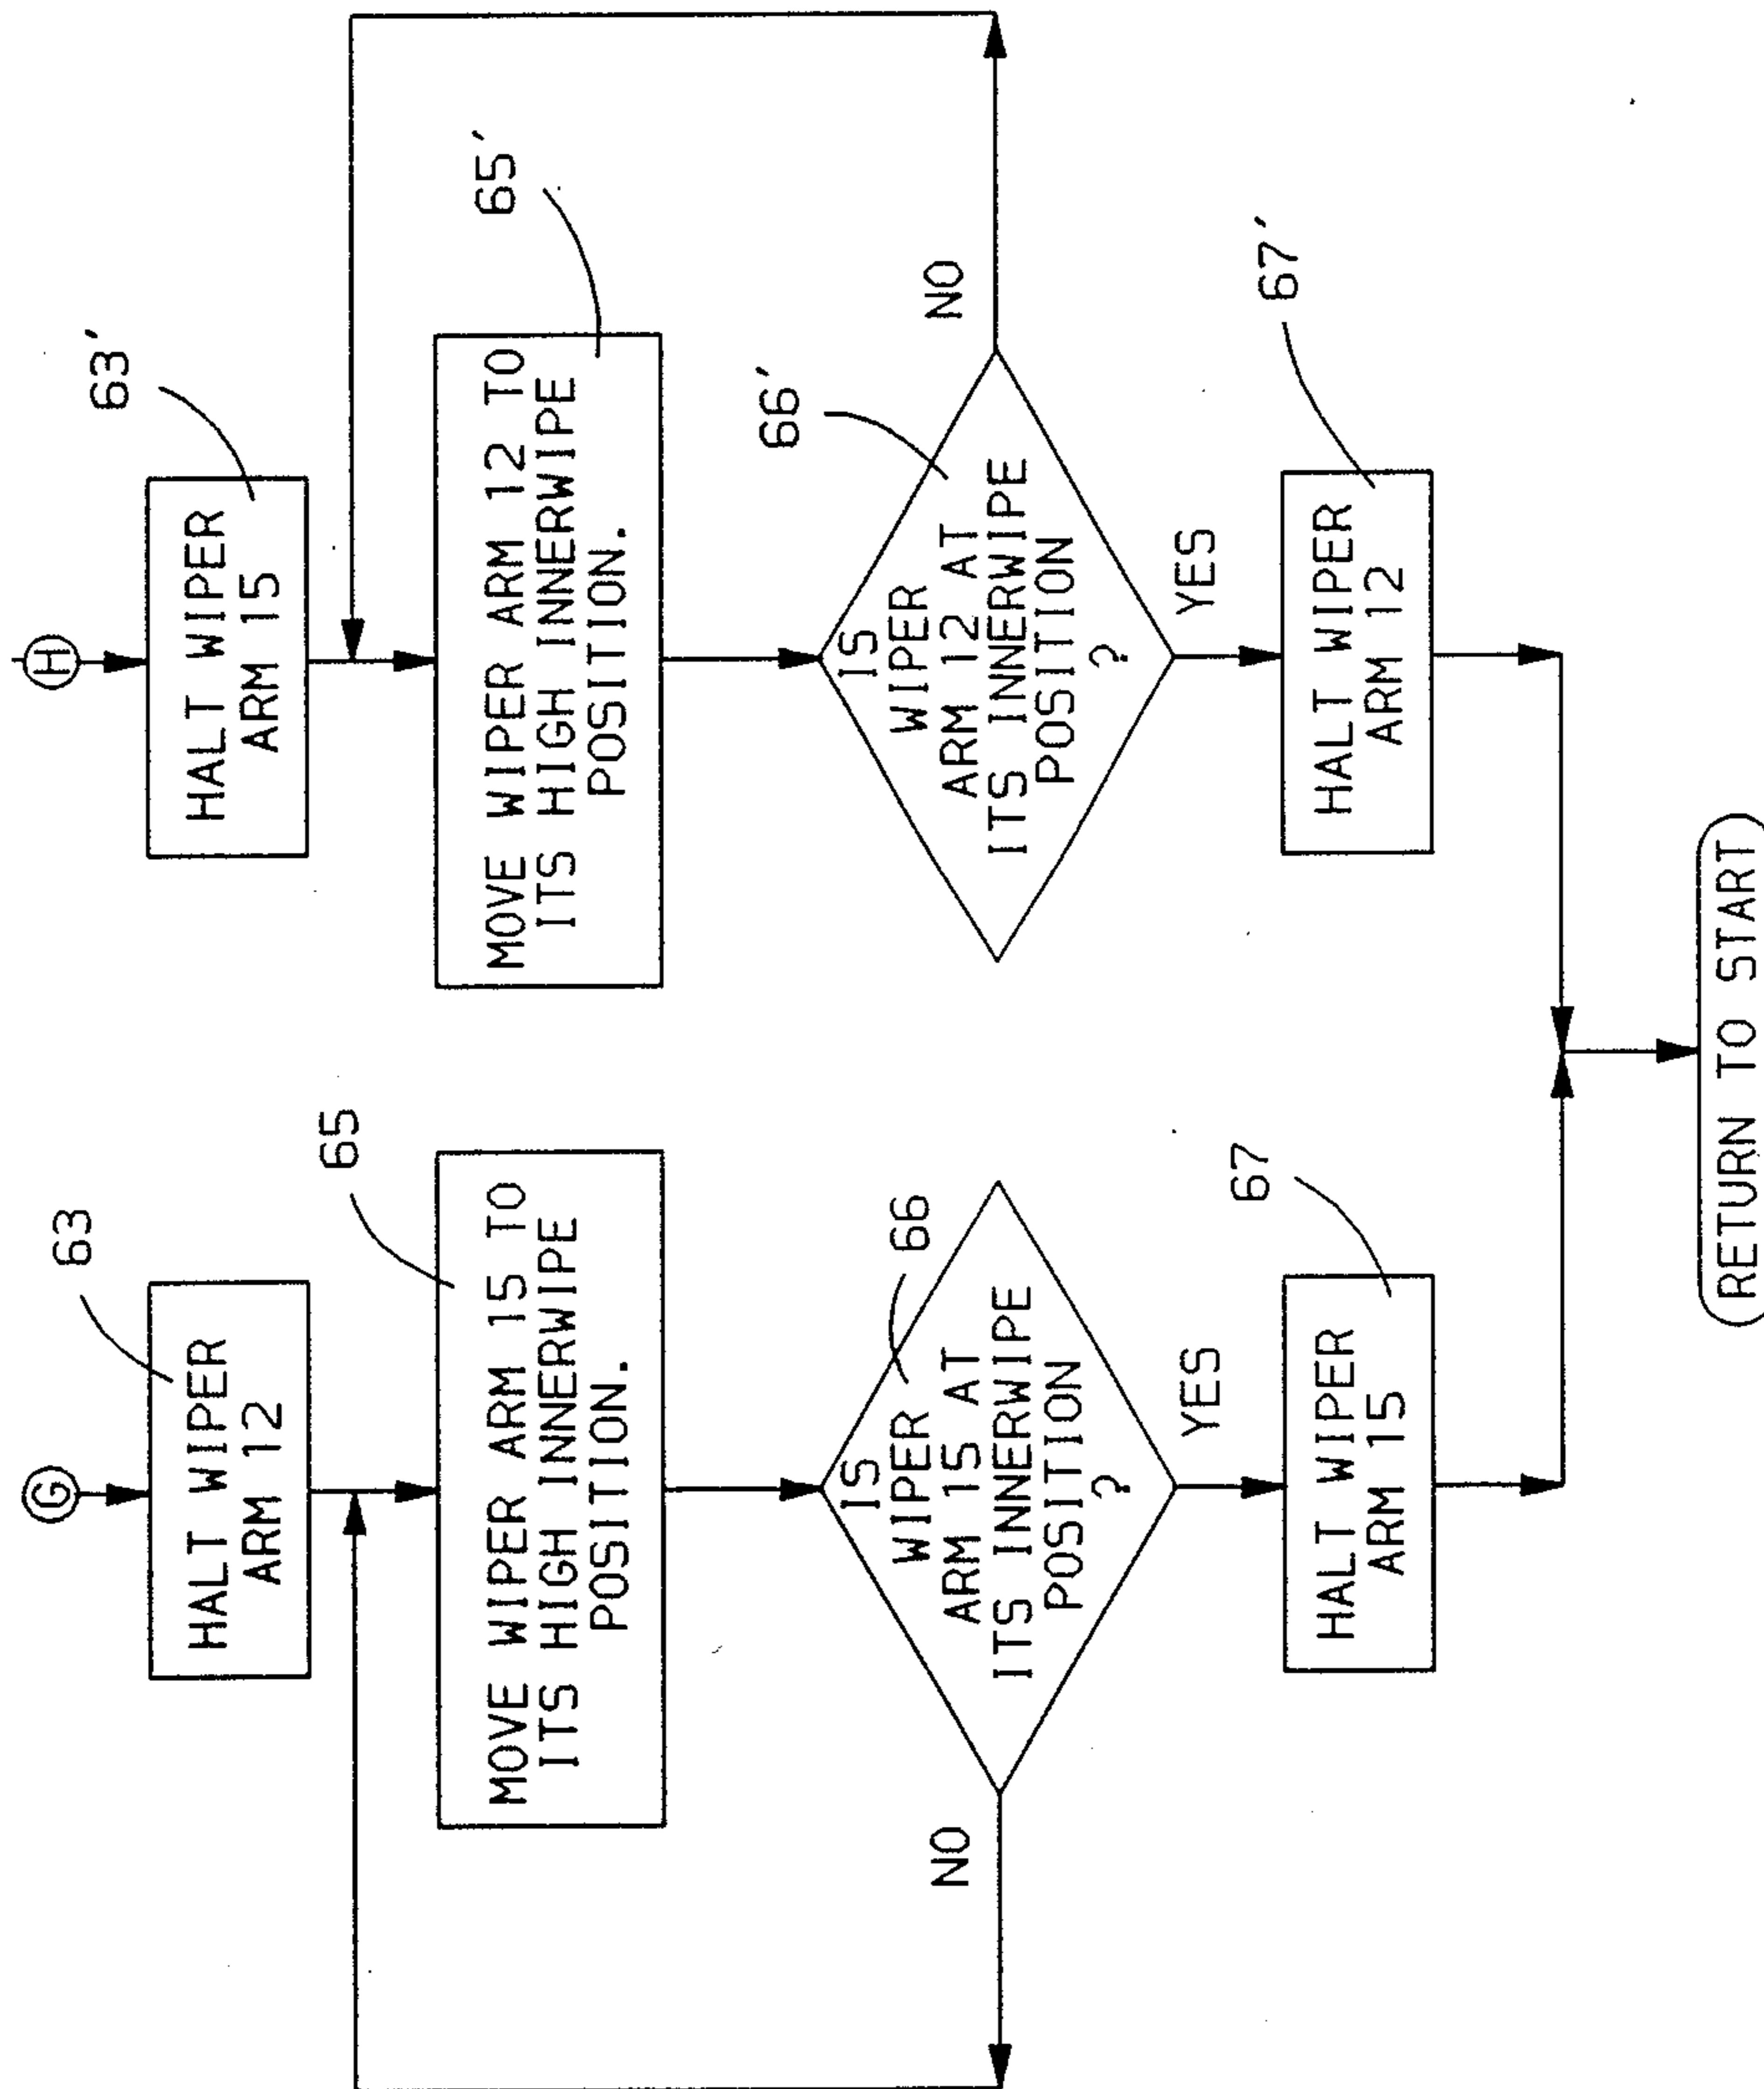 G
63
HALT WIPER
ARM 12
65
MOVE WIPER ARM 15 TO
ITS HIGH INNERWIPE
POSITION.
66
IS
WIPER
ARM 15 AT
ITS INNERWIPE
POSITION
?
NO
YES
67
HALT WIPER
ARM 15
H
63'
HALT WIPER
ARM 15
65'
MOVE WIPER ARM 12 TO
ITS HIGH INNERWIPE
POSITION.
66'
IS
WIPER
ARM 12 AT
ITS INNERWIPE
POSITION
?
NO
YES
67'
HALT WIPER
ARM 12
RETURN TO START